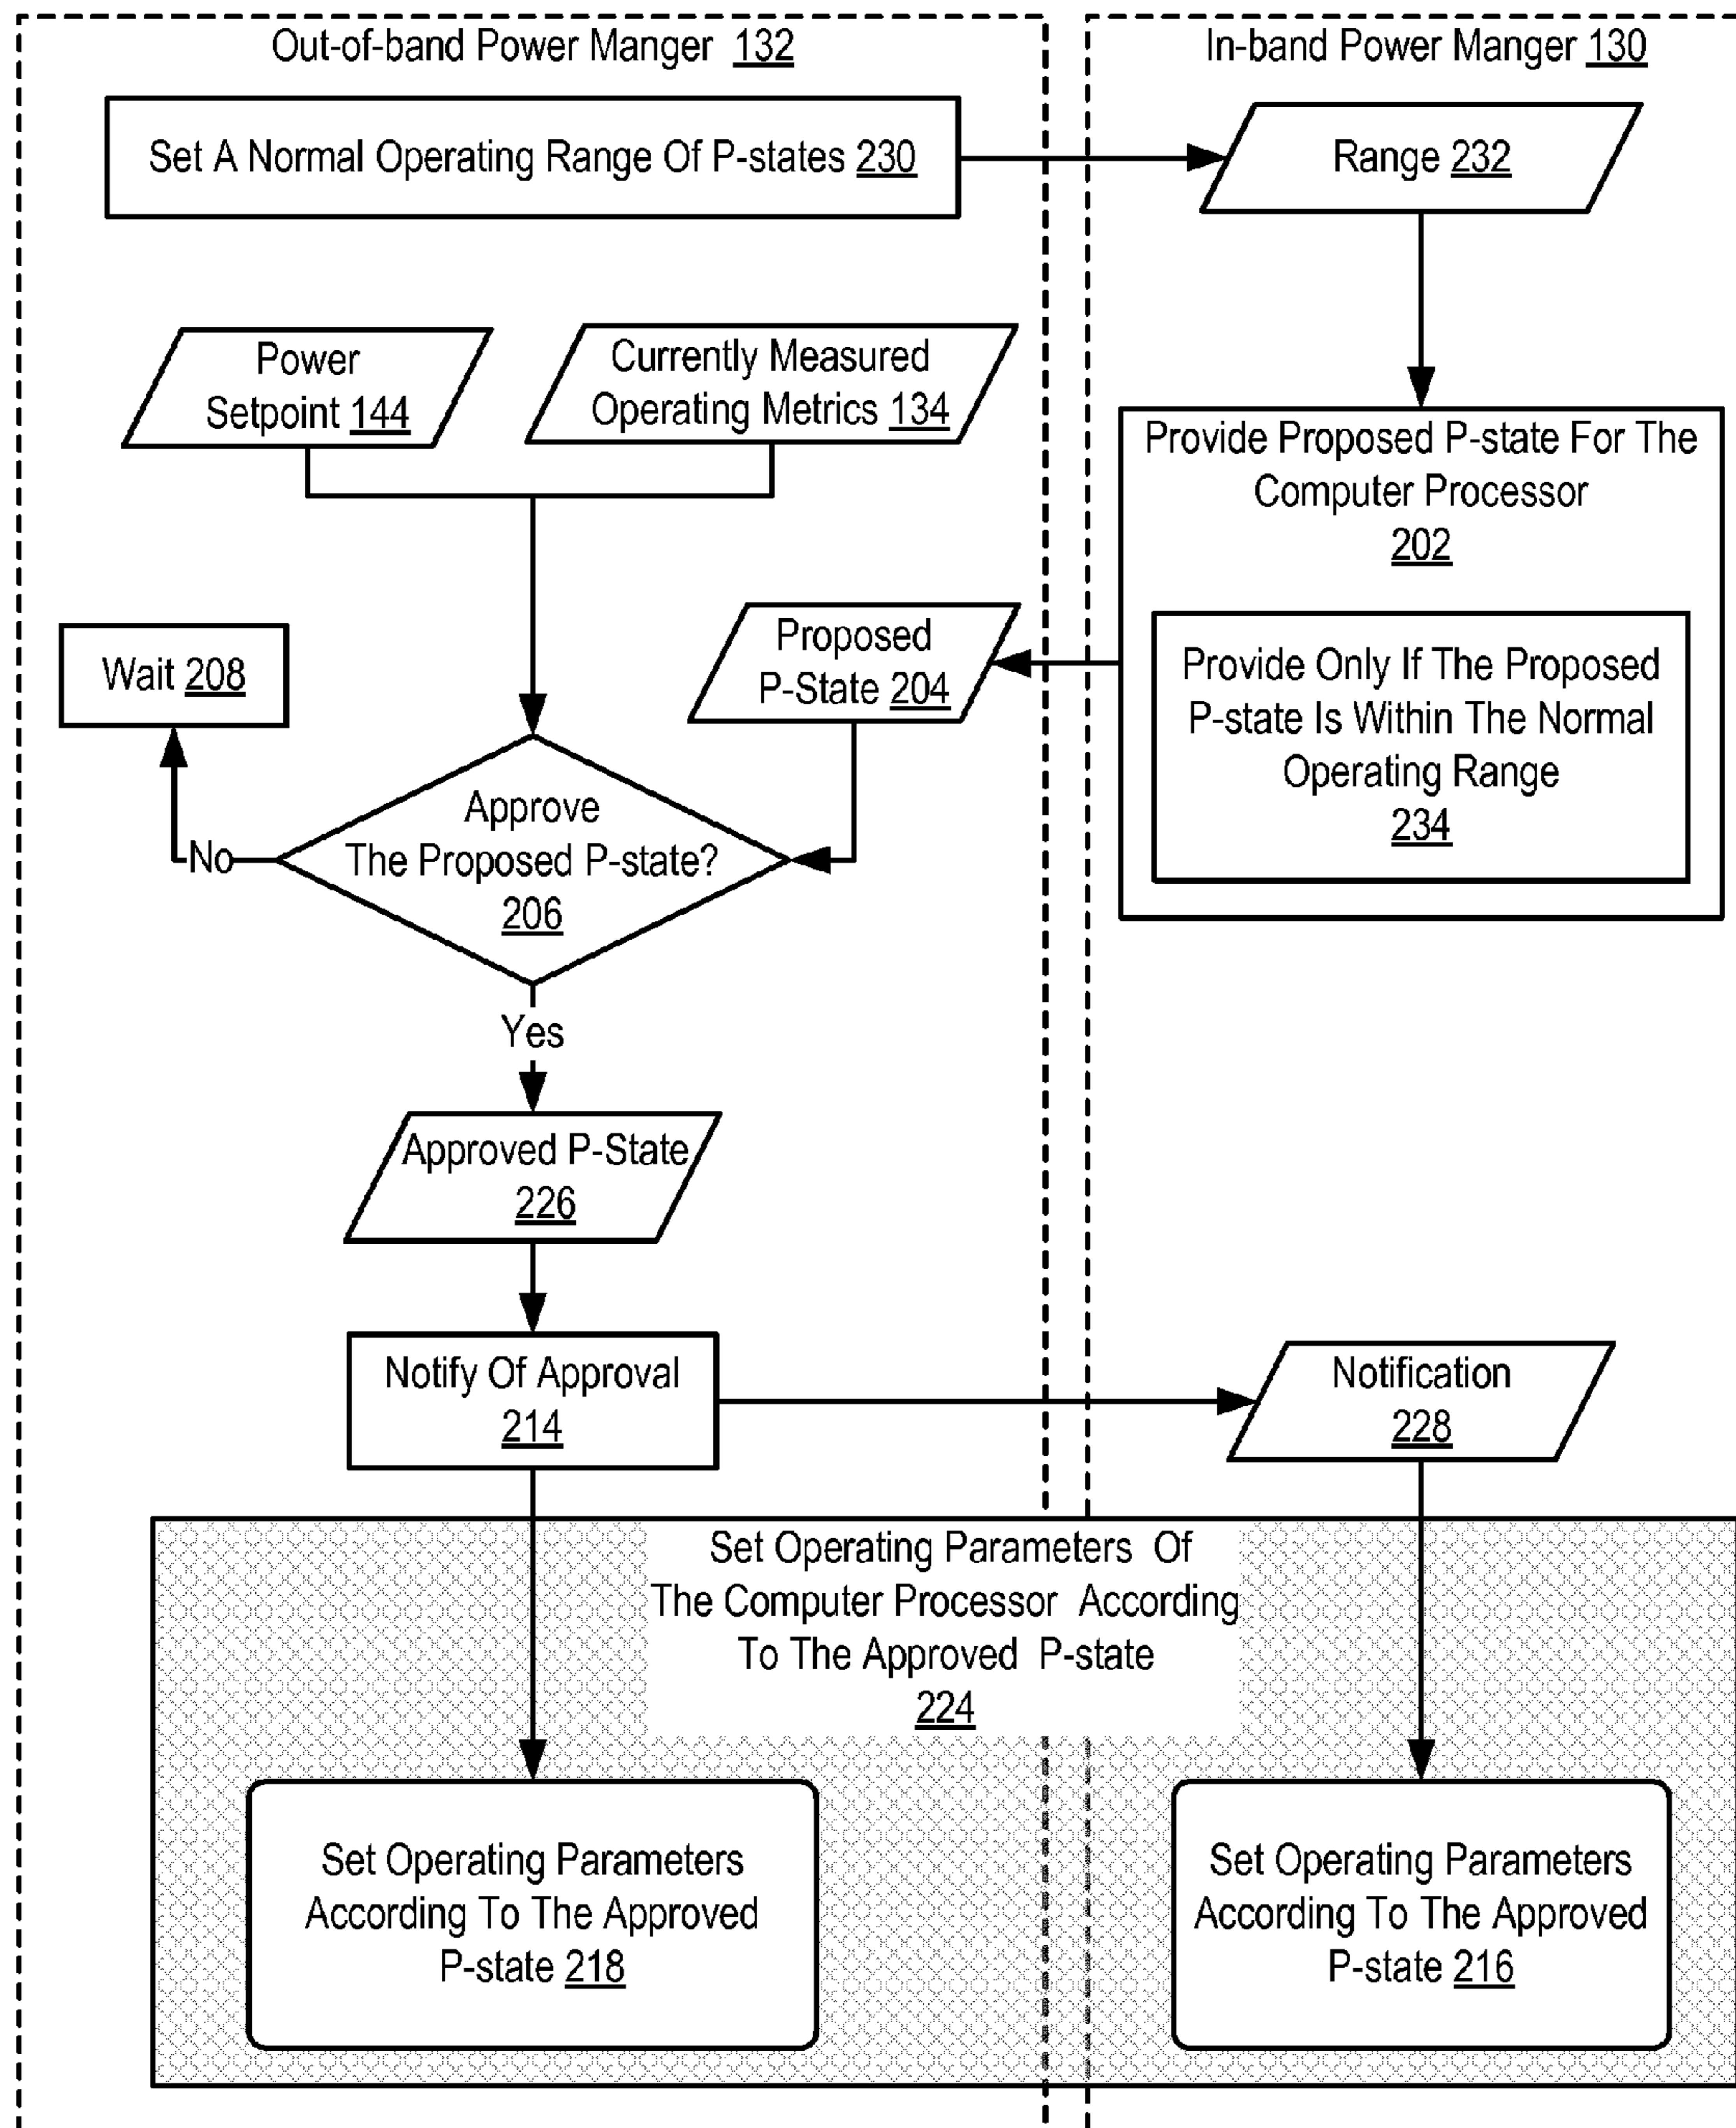 Out-of-band Power Manger 132
In-band Power Manger 130
Set A Normal Operating Range Of P-states 230
Range 232
Power
Setpoint 144
Currently Measured
Operating Metrics 134
Provide Proposed P-state For The
Computer Processor
202
Provide Only If The Proposed
P-state Is Within The Normal
Operating Range
234
Proposed
P-State 204
Wait 208
Approve
The Proposed P-state?
206
No
Yes
Approved P-State
226
Notify Of Approval
214
Notification
228
Set Operating Parameters Of
The Computer Processor According
To The Approved P-state
224
Set Operating Parameters
According To The Approved
P-state 218
Set Operating Parameters
According To The Approved
P-state 216